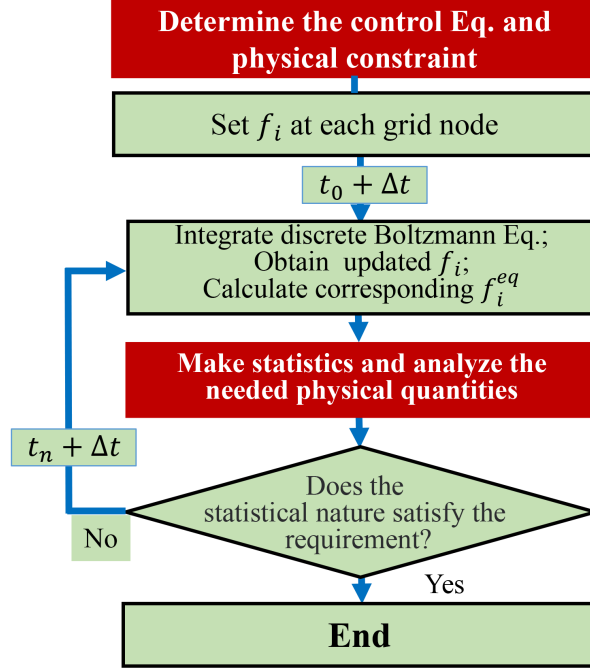 Determine the control Eq. and
physical constraint
Set f_i at each grid node
t_0 + Δt
Integrate discrete Boltzmann Eq.;
Obtain updated f_i;
Calculate corresponding f_i^{eq}
Make statistics and analyze the
needed physical quantities
t_n + Δt
Does the
statistical nature satisfy the
requirement?
No
Yes
End